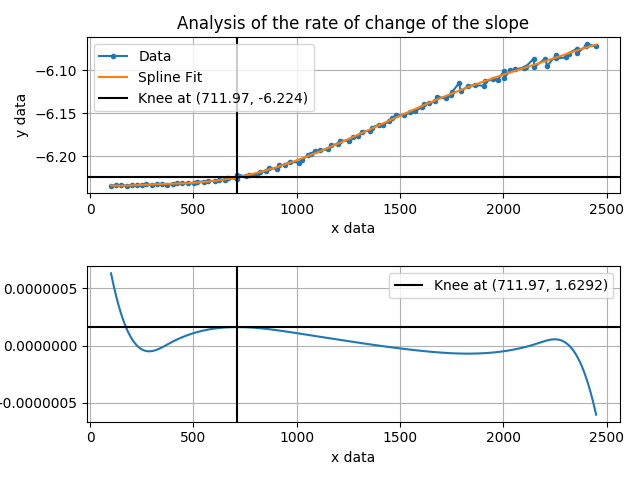 Analysis of the rate of change of the slope
Data
Spline Fit
Knee at (711.97, -6.224)
−6.10
−6.15
−6.20
y data
0 500 1000 1500 2000 2500
x data
Knee at (711.97, 1.6292)
0.0000005
0.0000000
0.0000005
0 500 1000 1500 2000 2500
x data